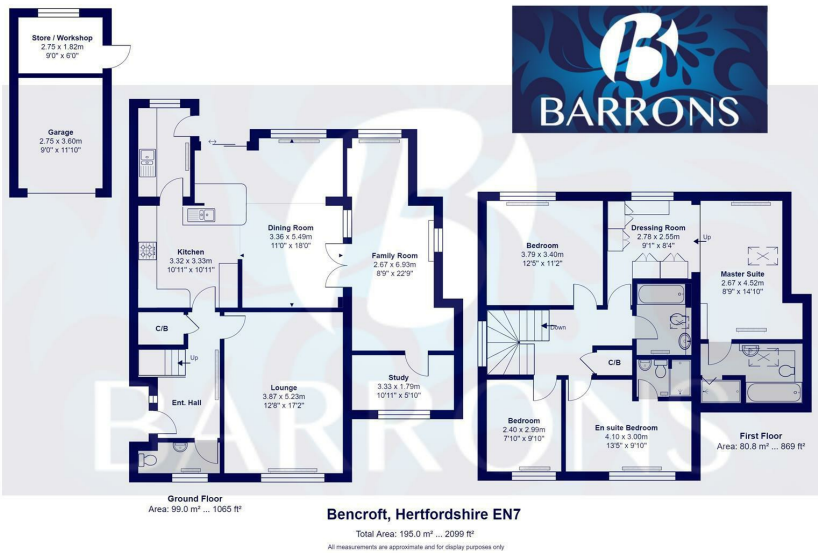 Store / Workshop
2.75 x 1.82m
9'0" x 6'0"
Garage
2.75 x 3.60m
9'0" x 11'10"
B
BARRONS
Kitchen
3.32 x 3.33m
10'11" x 10'11"
Dining Room
3.36 x 5.49m
11'0" x 18'0"
Family Room
2.67 x 6.93m
8'9" x 22'9"
C/B
Up
Ent. Hall
Lounge
3.87 x 5.23m
12'8" x 17'2"
Study
3.33 x 1.79m
10'11" x 5'10"
Bedroom
3.79 x 3.40m
12'5" x 11'2"
Dressing Room
2.78 x 2.55m
9'1" x 8'4"
Up
Master Suite
2.67 x 4.52m
8'9" x 14'10"
Down
C/B
Bedroom
2.40 x 2.99m
7'10" x 9'10"
En suite Bedroom
4.10 x 3.00m
13'5" x 9'10"
First Floor
Area: 80.8 m² ... 869 ft²
B
BARRONS
Ground Floor
Area: 99.0 m² ... 1065 ft²
Bencroft, Hertfordshire EN7
Total Area: 195.0 m² ... 2099 ft²
All measurements are approximate and for display purposes only